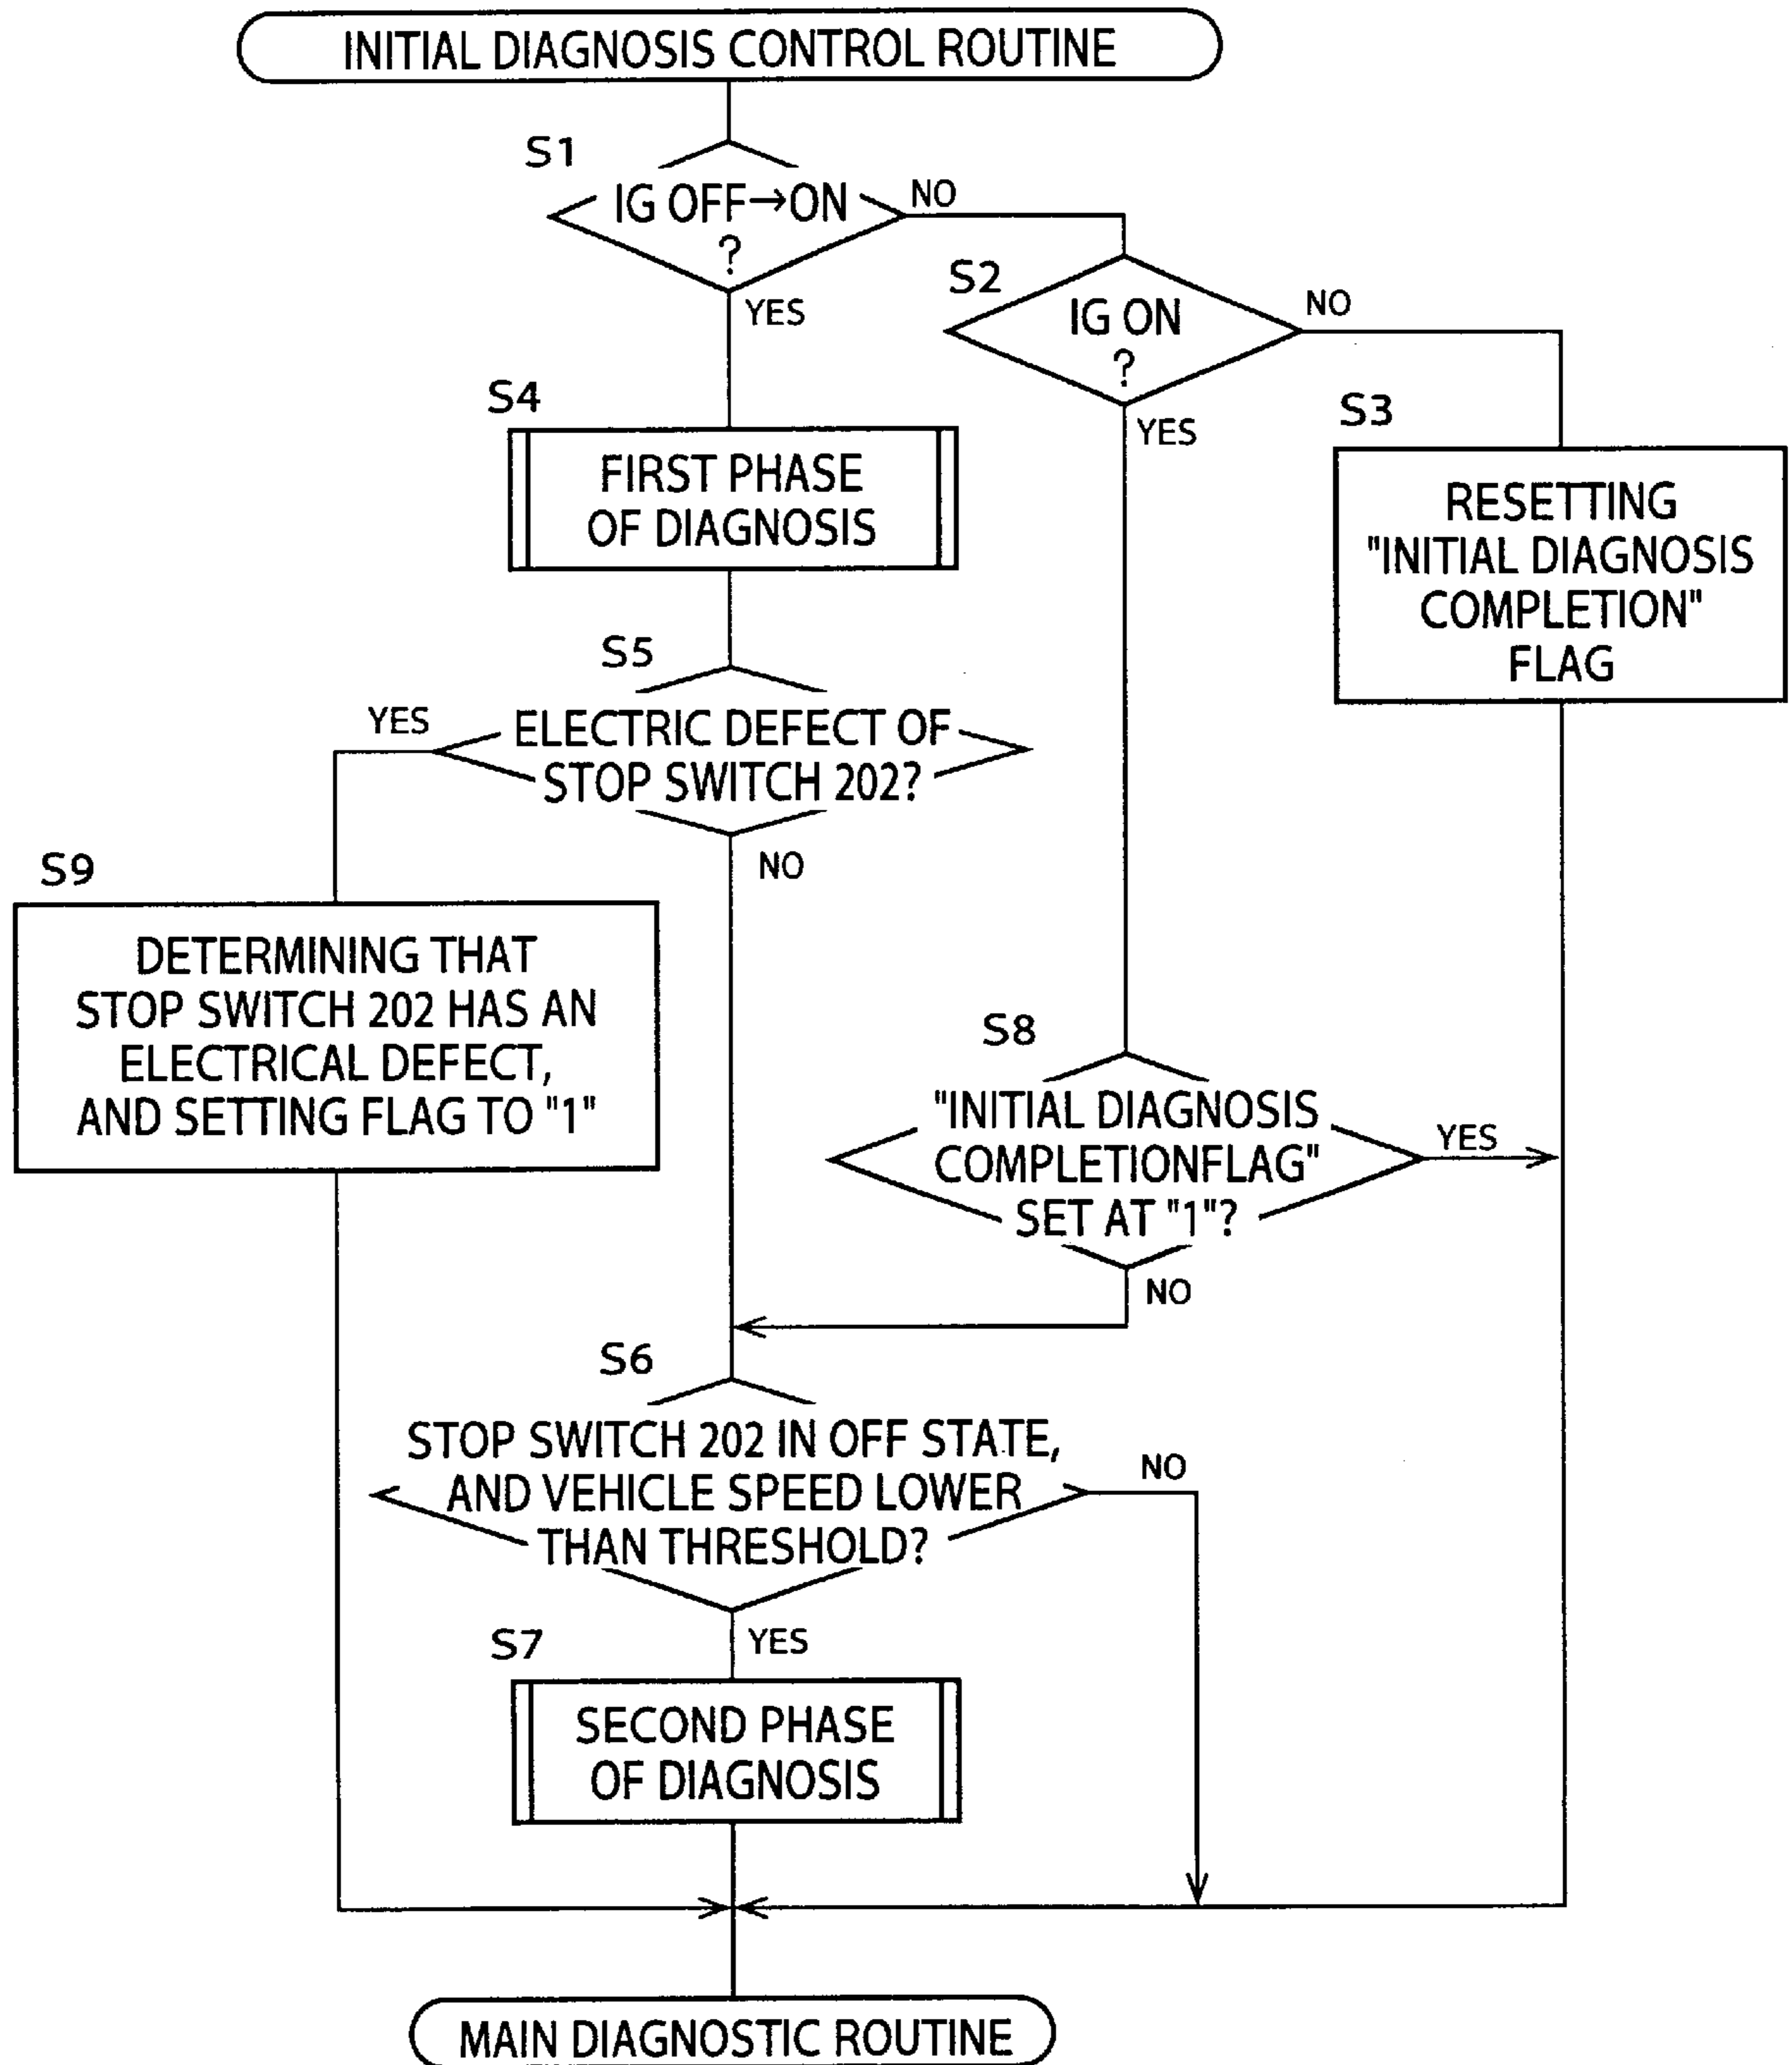 INITIAL DIAGNOSIS CONTROL ROUTINE
S1
IG OFF→ON
?
NO
YES
S2
IG ON
?
NO
YES
S4
FIRST PHASE
OF DIAGNOSIS
S3
RESETTING
"INITIAL DIAGNOSIS
COMPLETION"
FLAG
S5
ELECTRIC DEFECT OF
STOP SWITCH 202?
YES
NO
S9
DETERMINING THAT
STOP SWITCH 202 HAS AN
ELECTRICAL DEFECT,
AND SETTING FLAG TO "1"
S8
"INITIAL DIAGNOSIS
COMPLETIONFLAG"
SET AT "1"?
YES
NO
S6
STOP SWITCH 202 IN OFF STATE,
AND VEHICLE SPEED LOWER
THAN THRESHOLD?
NO
YES
S7
SECOND PHASE
OF DIAGNOSIS
MAIN DIAGNOSTIC ROUTINE